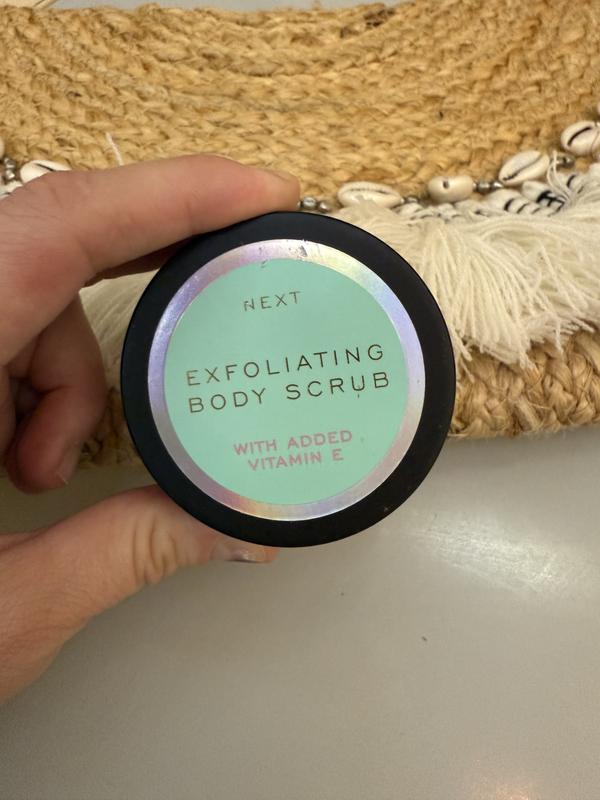 NEXT
EXFOLIATING
BODY SCRUB
WITH ADDED
VITAMIN E